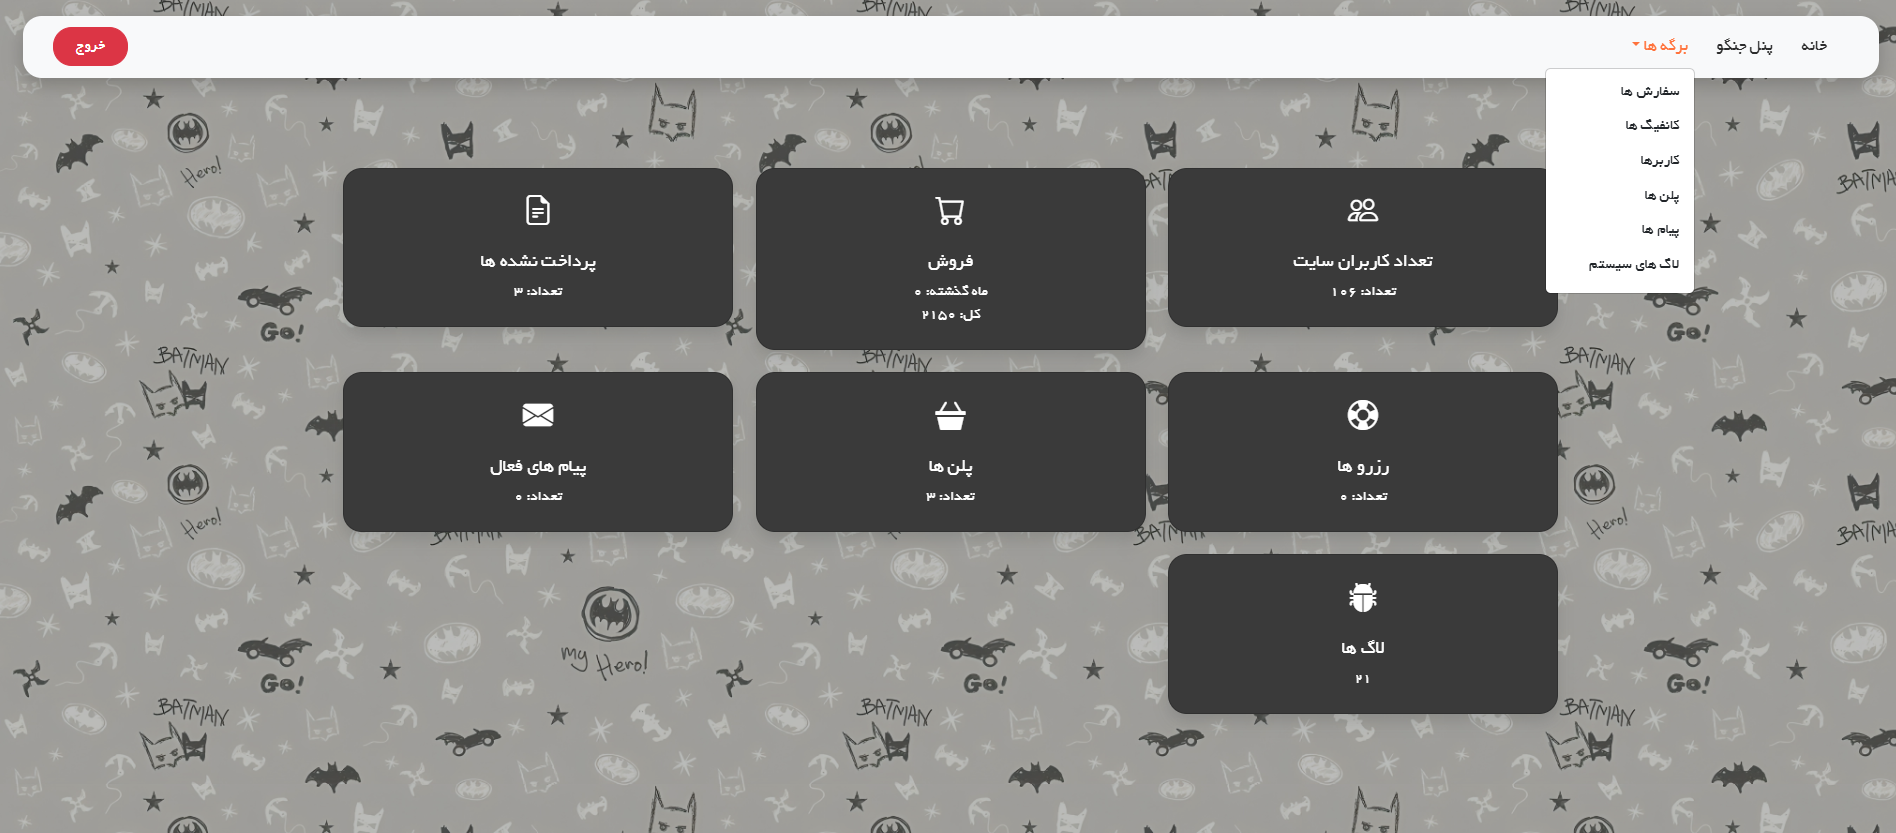 خانه
پنل جنگو
برگه ها
خروج
سفارش ها
کانفیگ ها
کاربرها
پلن ها
پیام ها
لاگ های سیستم
تعداد کاربران سایت
تعداد: ۱۰۶
فروش
ماه گذشته: ۰
کل: ۲۱۵۰
پرداخت نشده ها
تعداد: ۳
رزرو ها
تعداد: ۰
پلن ها
تعداد: ۳
پیام های فعال
تعداد: ۰
لاگ ها
۲۱
BATMAN
Hero!
Go!
my Hero!